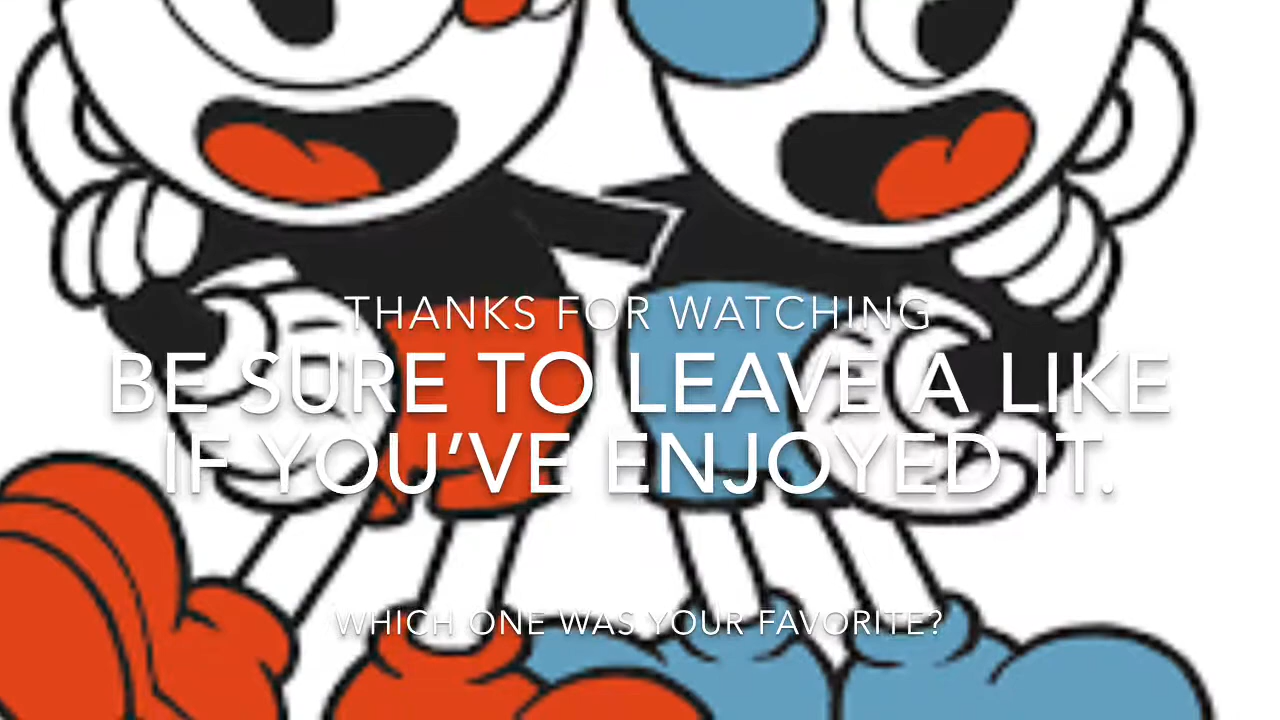 THANKS FOR WATCHING
BE SURE TO LEAVE A LIKE
IF YOU’VE ENJOYED IT.
WHICH ONE WAS YOUR FAVORITE?